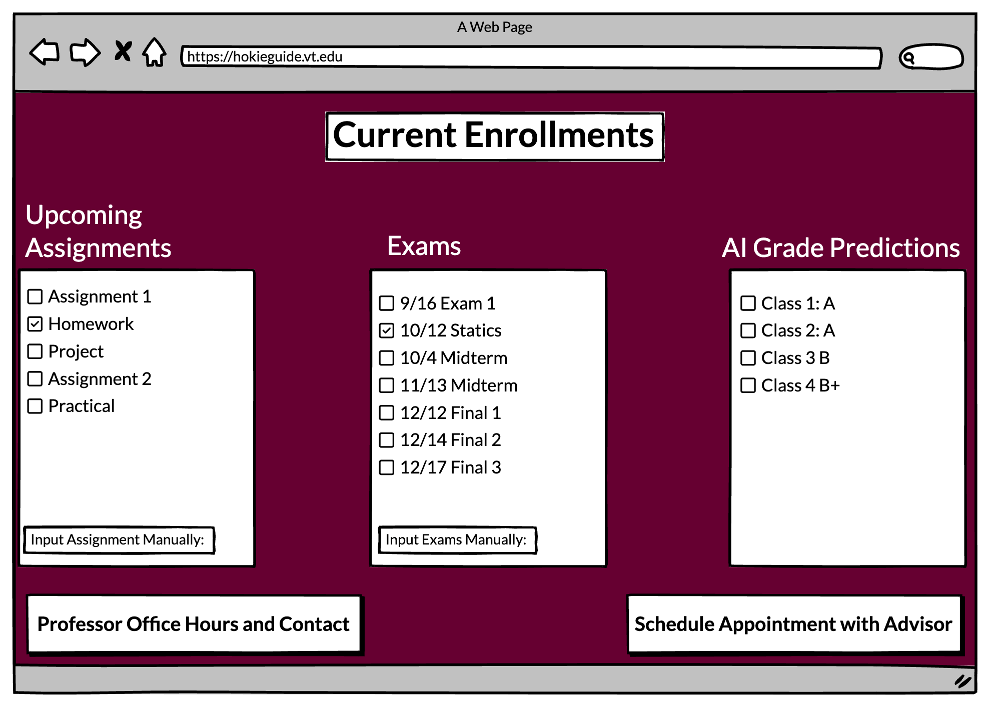 A Web Page
https://hokieguide.vt.edu
Current Enrollments
Upcoming
Assignments
Assignment 1
Homework
Project
Assignment 2
Practical
Input Assignment Manually:
Exams
9/16 Exam 1
10/12 Statics
10/4 Midterm
11/13 Midterm
12/12 Final 1
12/14 Final 2
12/17 Final 3
Input Exams Manually:
AI Grade Predictions
Class 1: A
Class 2: A
Class 3 B
Class 4 B+
Professor Office Hours and Contact
Schedule Appointment with Advisor